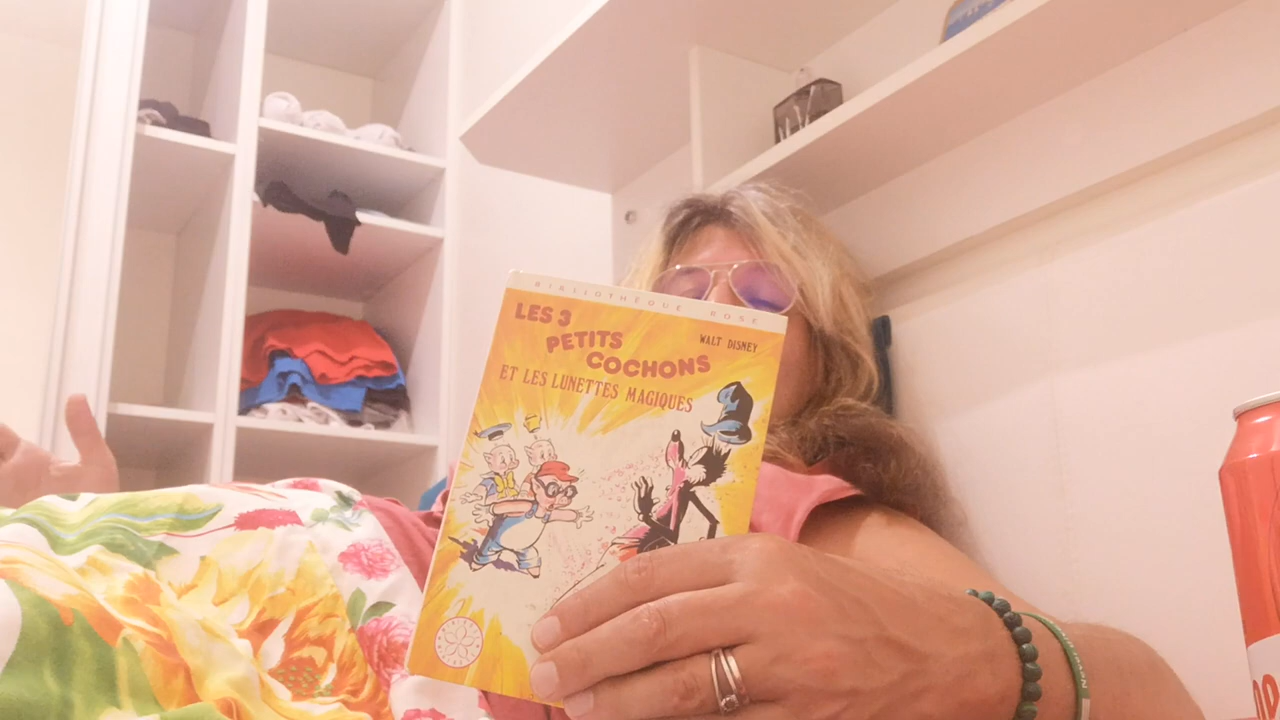 BIBLIOTHÈQUE ROSE
LES 3
PETITS
COCHONS
WALT DISNEY
ET LES LUNETTES MAGIQUES